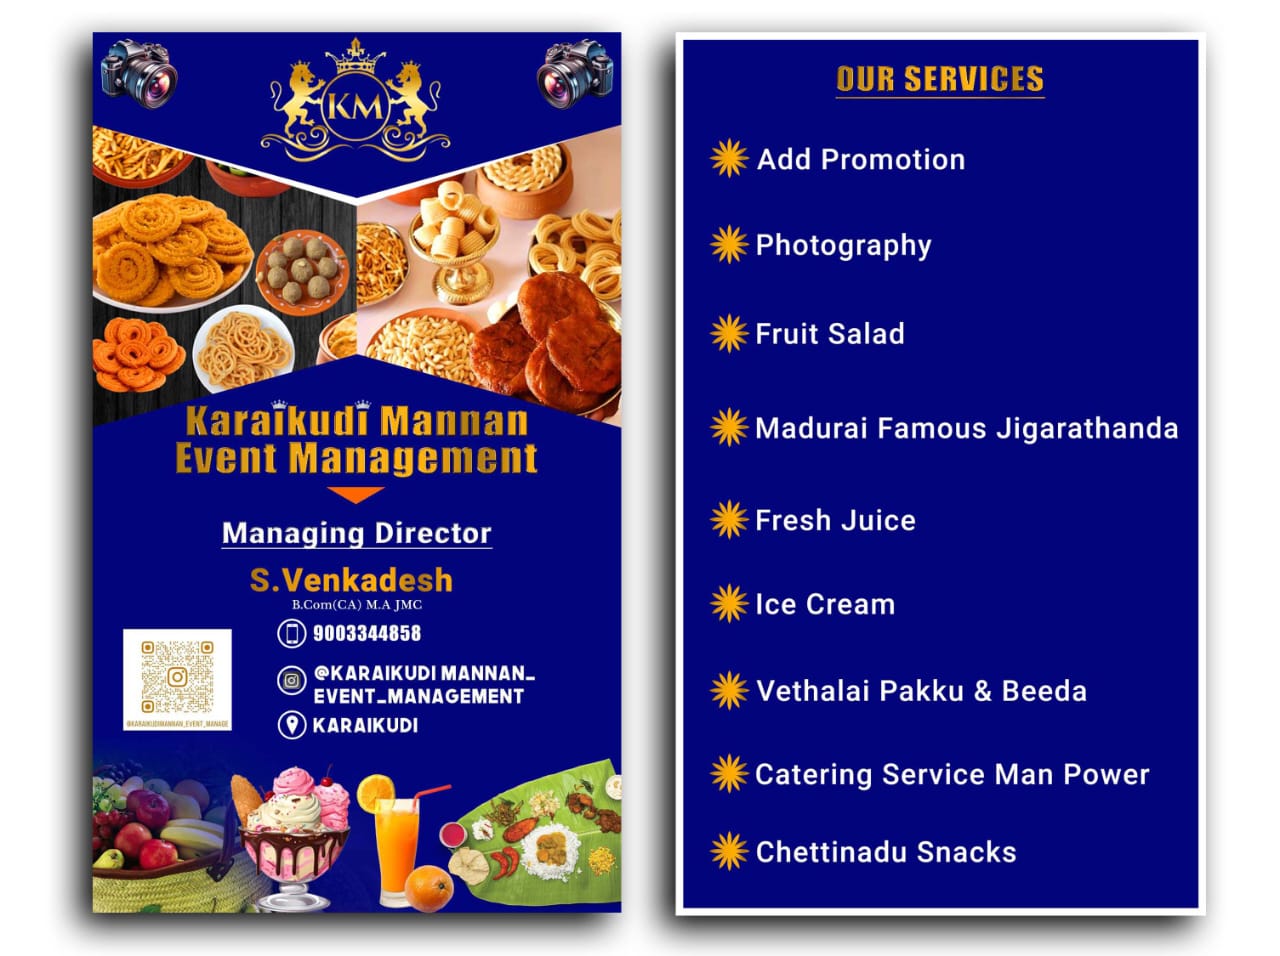 KM
Karaikudi Mannan
Event Management
Managing Director
S.Venkadesh
B.Com(CA) M.A JMC
9003344858
@KARAIKUDI MANNAN_
EVENT_MANAGEMENT
KARAIKUDI
@KARAIKUDIMANNAN_EVENT_MANAGE
OUR SERVICES
Add Promotion
Photography
Fruit Salad
Madurai Famous Jigarathanda
Fresh Juice
Ice Cream
Vethalai Pakku & Beeda
Catering Service Man Power
Chettinadu Snacks